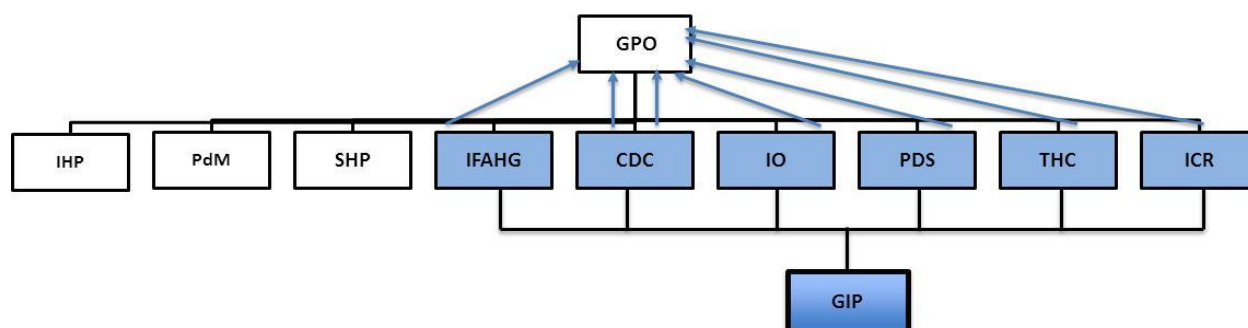 GPO
IHP
PdM
SHP
IFAHG
CDC
IO
PDS
THC
ICR
GIP